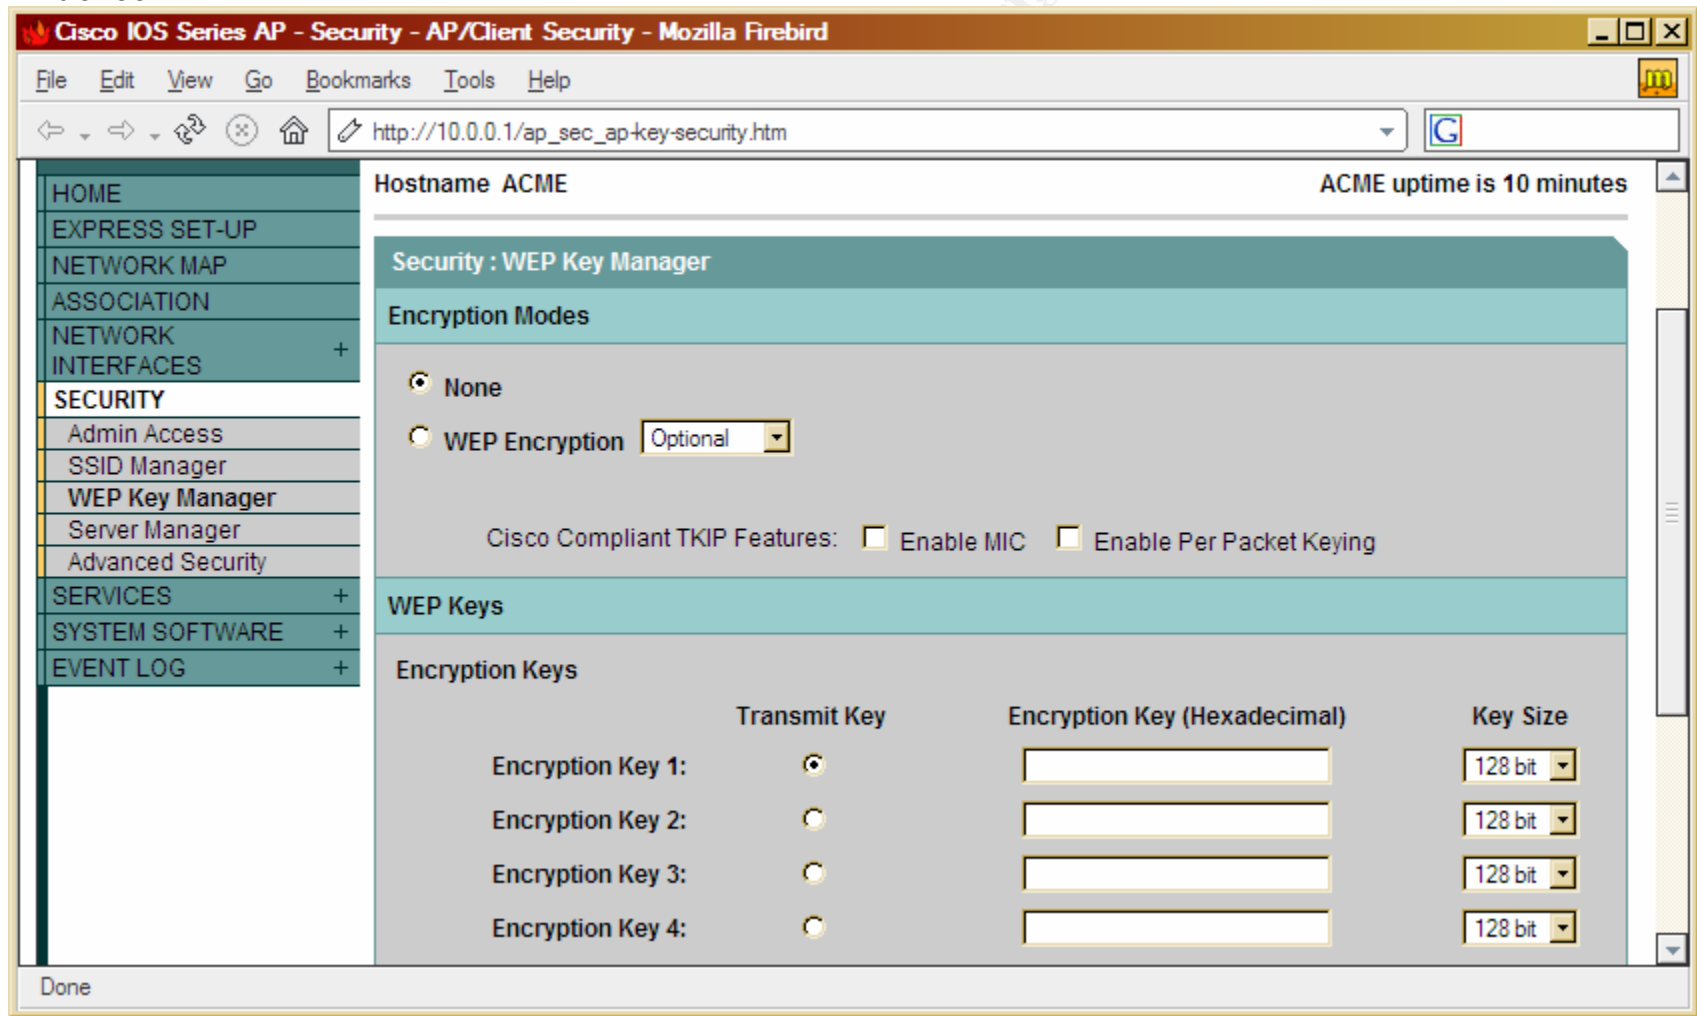 Cisco IOS Series AP - Security - AP/Client Security - Mozilla Firebird
File Edit View Go Bookmarks Tools Help
http://10.0.0.1/ap_sec_ap-key-security.htm
G
Hostname ACME
ACME uptime is 10 minutes
HOME
EXPRESS SET-UP
NETWORK MAP
ASSOCIATION
NETWORK
INTERFACES +
SECURITY
Admin Access
SSID Manager
WEP Key Manager
Server Manager
Advanced Security
SERVICES +
SYSTEM SOFTWARE +
EVENT LOG +
Security : WEP Key Manager
Encryption Modes
None
WEP Encryption Optional
Cisco Compliant TKIP Features: Enable MIC Enable Per Packet Keying
WEP Keys
Encryption Keys
Transmit Key Encryption Key (Hexadecimal) Key Size
Encryption Key 1: 128 bit
Encryption Key 2: 128 bit
Encryption Key 3: 128 bit
Encryption Key 4: 128 bit
Done